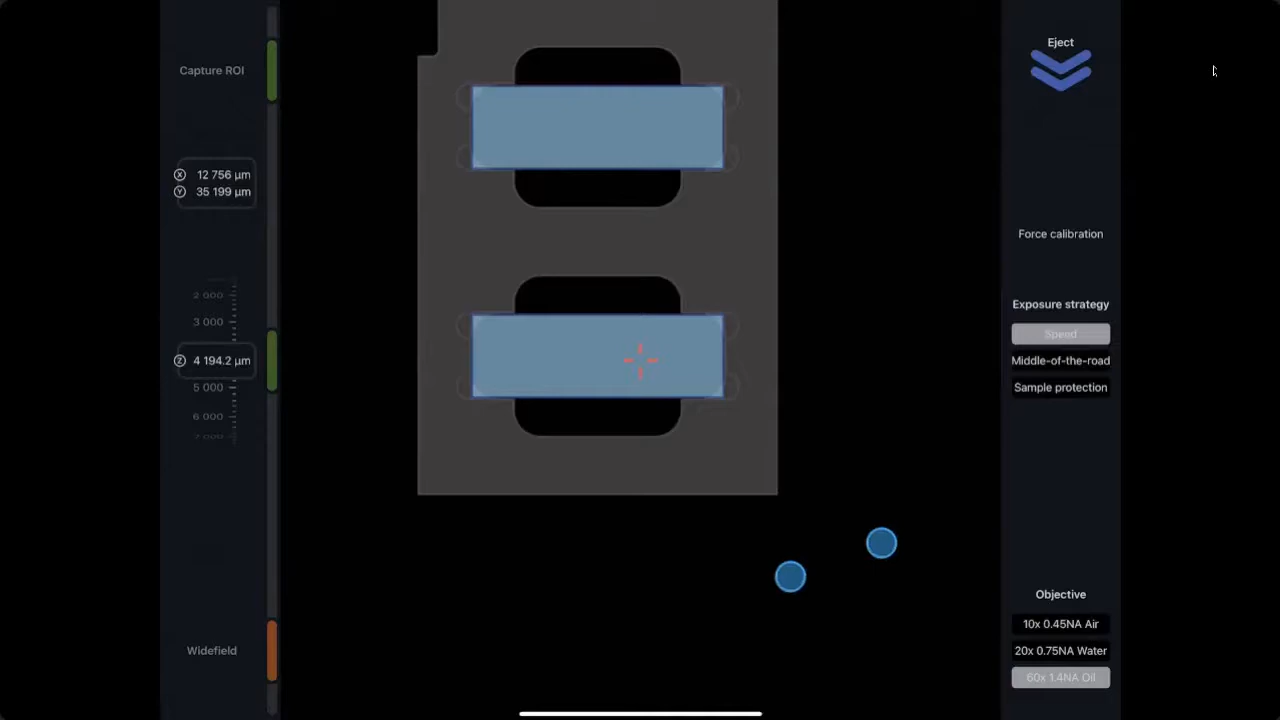 Capture ROI
X 12 756 µm
Y 35 199 µm
2 000
3 000
Z 4 194.2 µm
5 000
6 000
7 000
Widefield
Eject
Force calibration
Exposure strategy
Speed
Middle-of-the-road
Sample protection
Objective
10x 0.45NA Air
20x 0.75NA Water
60x 1.4NA Oil